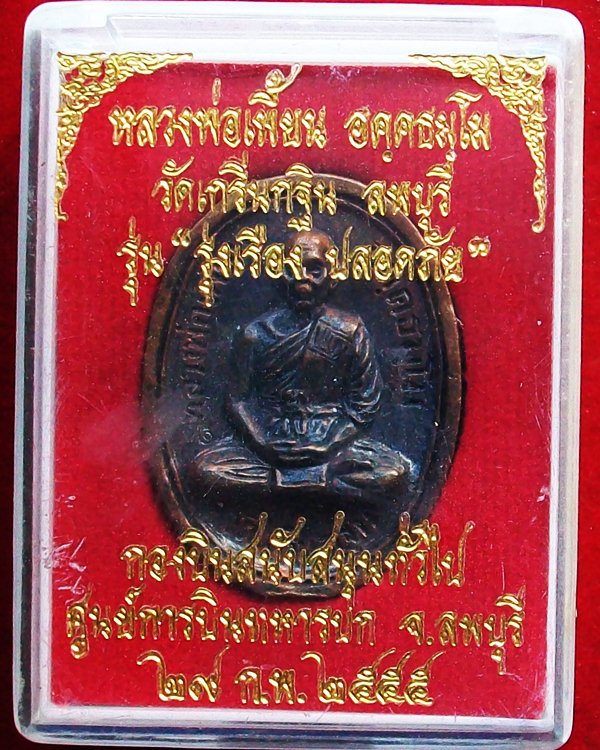 หลวงพ่อเพี้ยน อคฺคธมฺโม
วัดเกริ่นกฐิน ลพบุรี
รุ่น "รุ่งเรือง ปลอดภัย"
กองบินสนับสนุนทั่วไป
ศูนย์การบินทหารบก จ.ลพบุรี
๒๙ ก.พ. ๒๕๕๕